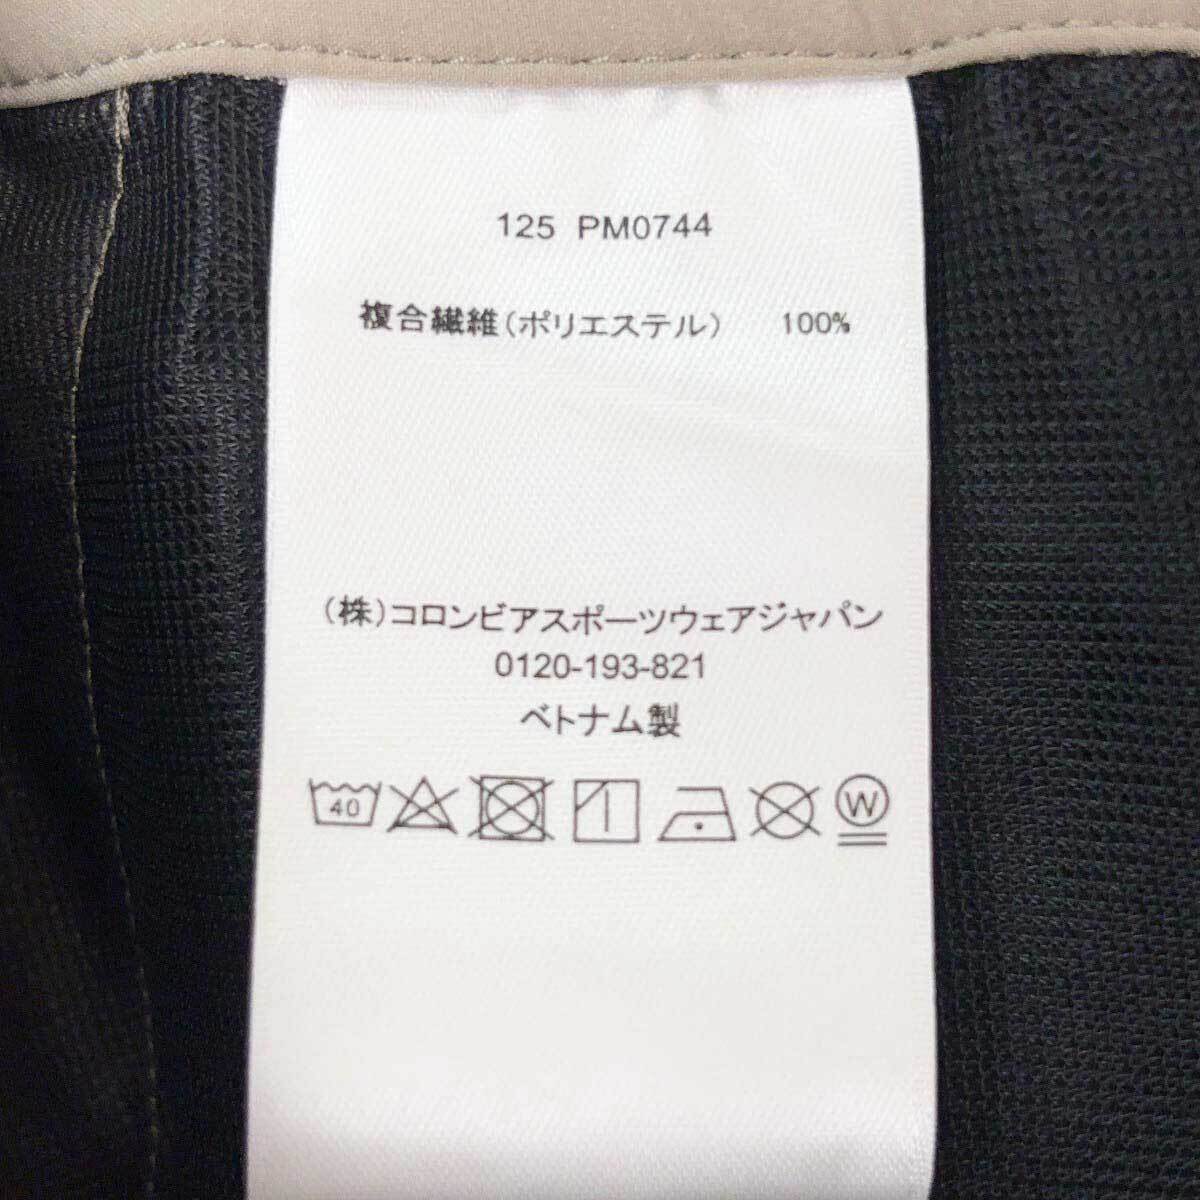 125 PM0744
複合繊維(ポリエステル) 100%
(株)コロンビアスポーツウェアジャパン
0120-193-821
ベトナム製
40 W